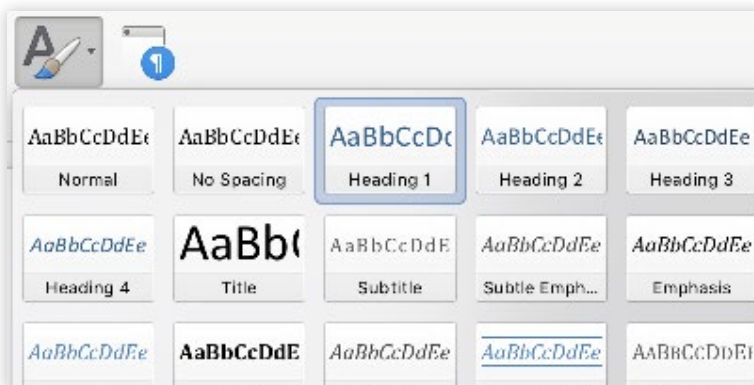 A ¶
AaBbCcDdEe AaBbCcDdEe AaBbCcDc AaBbCcDdEe AaBbCcDdEe
Normal No Spacing Heading 1 Heading 2 Heading 3
AaBbCcDdEe AaBb( AaBbCcDdE AaBbCcDdEe AaBbCcDdEe
Heading 4 Title Subtitle Subtle Emph... Emphasis
AaBbCcDdEe AaBbCcDdE AaBbCcDdEe AaBbCcDdEe AABBCCDDEE